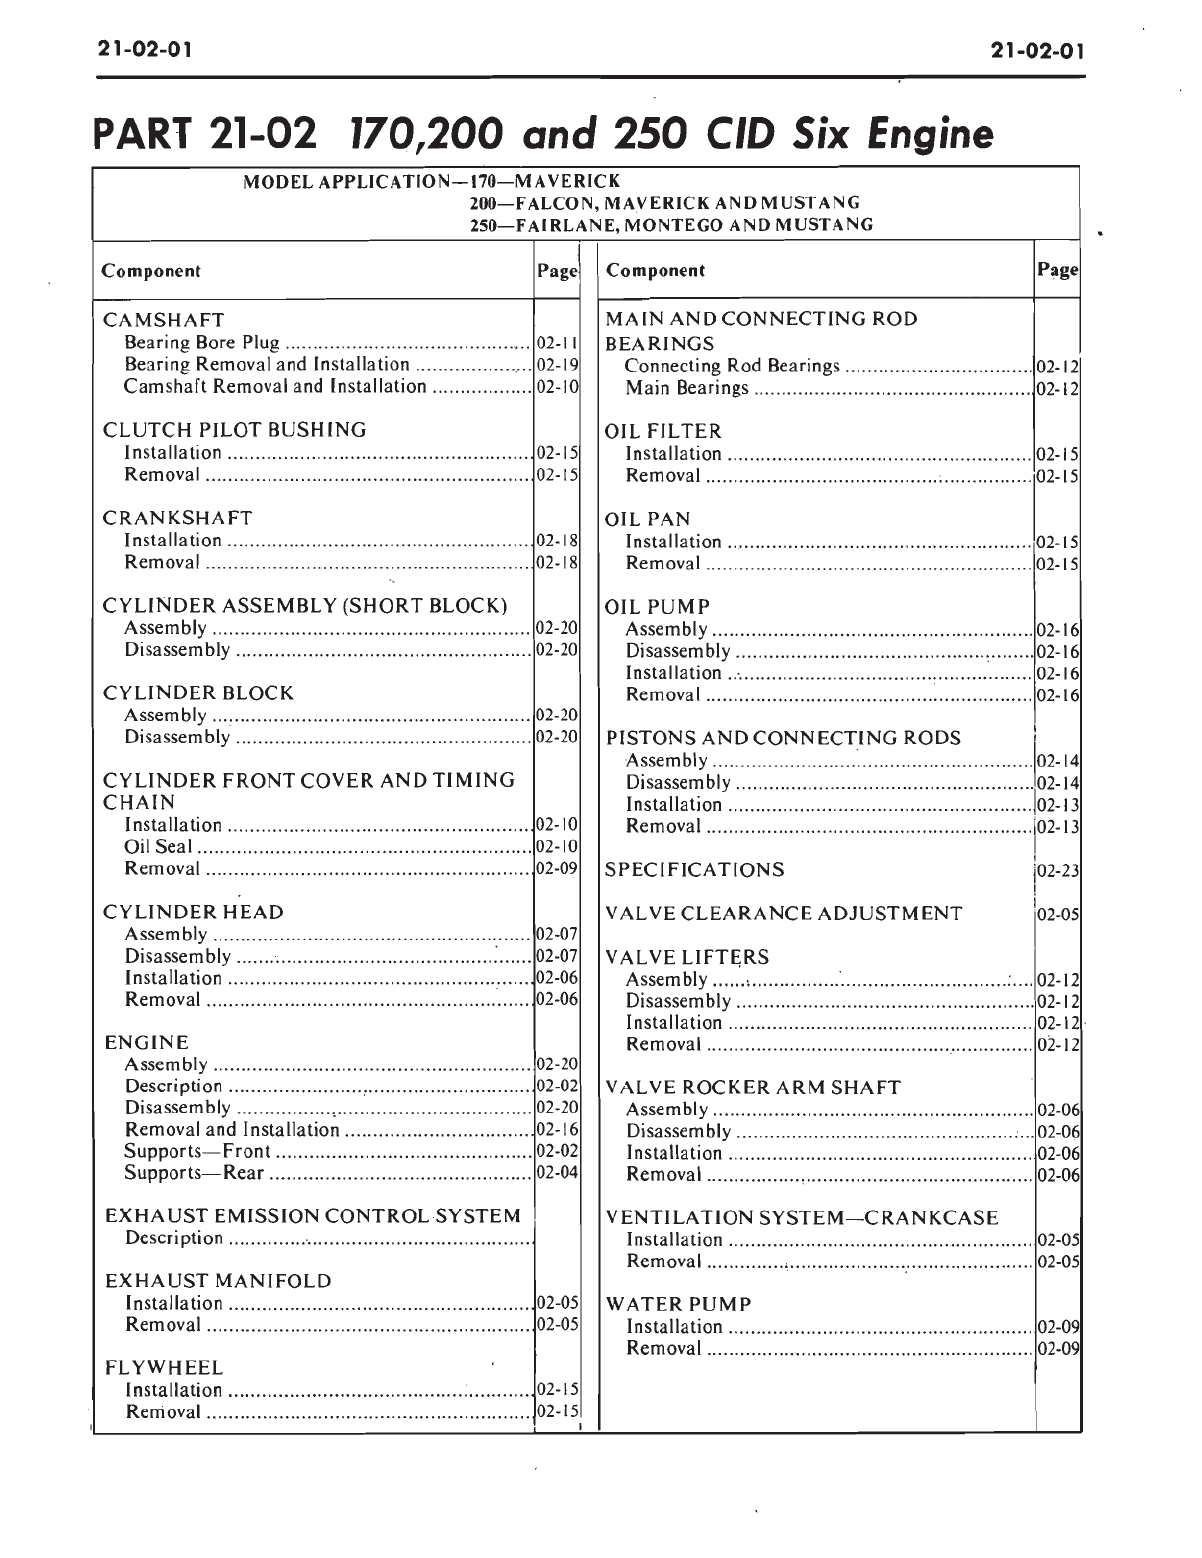 21-02-01
21-02-01
PART 21-02 170,200 and 250 CID Six Engine
MODEL APPLICATION—170—MAVERICK
200—FALCON, MAVERICK AND MUSTANG
250—FAIRLANE, MONTEGO AND MUSTANG
Component Page
CAMSHAFT
Bearing Bore Plug ........ 02-11
Bearing Removal and Installation ........ 02-19
Camshaft Removal and Installation ........ 02-10
CLUTCH PILOT BUSHING
Installation ........ 02-15
Removal ........ 02-15
CRANKSHAFT
Installation ........ 02-18
Removal ........ 02-18
CYLINDER ASSEMBLY (SHORT BLOCK)
Assembly ........ 02-20
Disassembly ........ 02-20
CYLINDER BLOCK
Assembly ........ 02-20
Disassembly ........ 02-20
CYLINDER FRONT COVER AND TIMING
CHAIN
Installation ........ 02-10
Oil Seal ........ 02-10
Removal ........ 02-09
CYLINDER HEAD
Assembly ........ 02-07
Disassembly ........ 02-07
Installation ........ 02-06
Removal ........ 02-06
ENGINE
Assembly ........ 02-20
Description ........ 02-02
Disassembly ........ 02-20
Removal and Installation ........ 02-16
Supports—Front ........ 02-02
Supports—Rear ........ 02-04
EXHAUST EMISSION CONTROL SYSTEM
Description ........
EXHAUST MANIFOLD
Installation ........ 02-05
Removal ........ 02-05
FLYWHEEL
Installation ........ 02-15
Removal ........ 02-15
Component Page
MAIN AND CONNECTING ROD
BEARINGS
Connecting Rod Bearings ........ 02-12
Main Bearings ........ 02-12
OIL FILTER
Installation ........ 02-15
Removal ........ 02-15
OIL PAN
Installation ........ 02-15
Removal ........ 02-15
OIL PUMP
Assembly ........ 02-16
Disassembly ........ 02-16
Installation ........ 02-16
Removal ........ 02-16
PISTONS AND CONNECTING RODS
Assembly ........ 02-14
Disassembly ........ 02-14
Installation ........ 02-13
Removal ........ 02-13
SPECIFICATIONS 02-23
VALVE CLEARANCE ADJUSTMENT 02-05
VALVE LIFTERS
Assembly ........ 02-12
Disassembly ........ 02-12
Installation ........ 02-12
Removal ........ 02-12
VALVE ROCKER ARM SHAFT
Assembly ........ 02-06
Disassembly ........ 02-06
Installation ........ 02-06
Removal ........ 02-06
VENTILATION SYSTEM—CRANKCASE
Installation ........ 02-05
Removal ........ 02-05
WATER PUMP
Installation ........ 02-09
Removal ........ 02-09